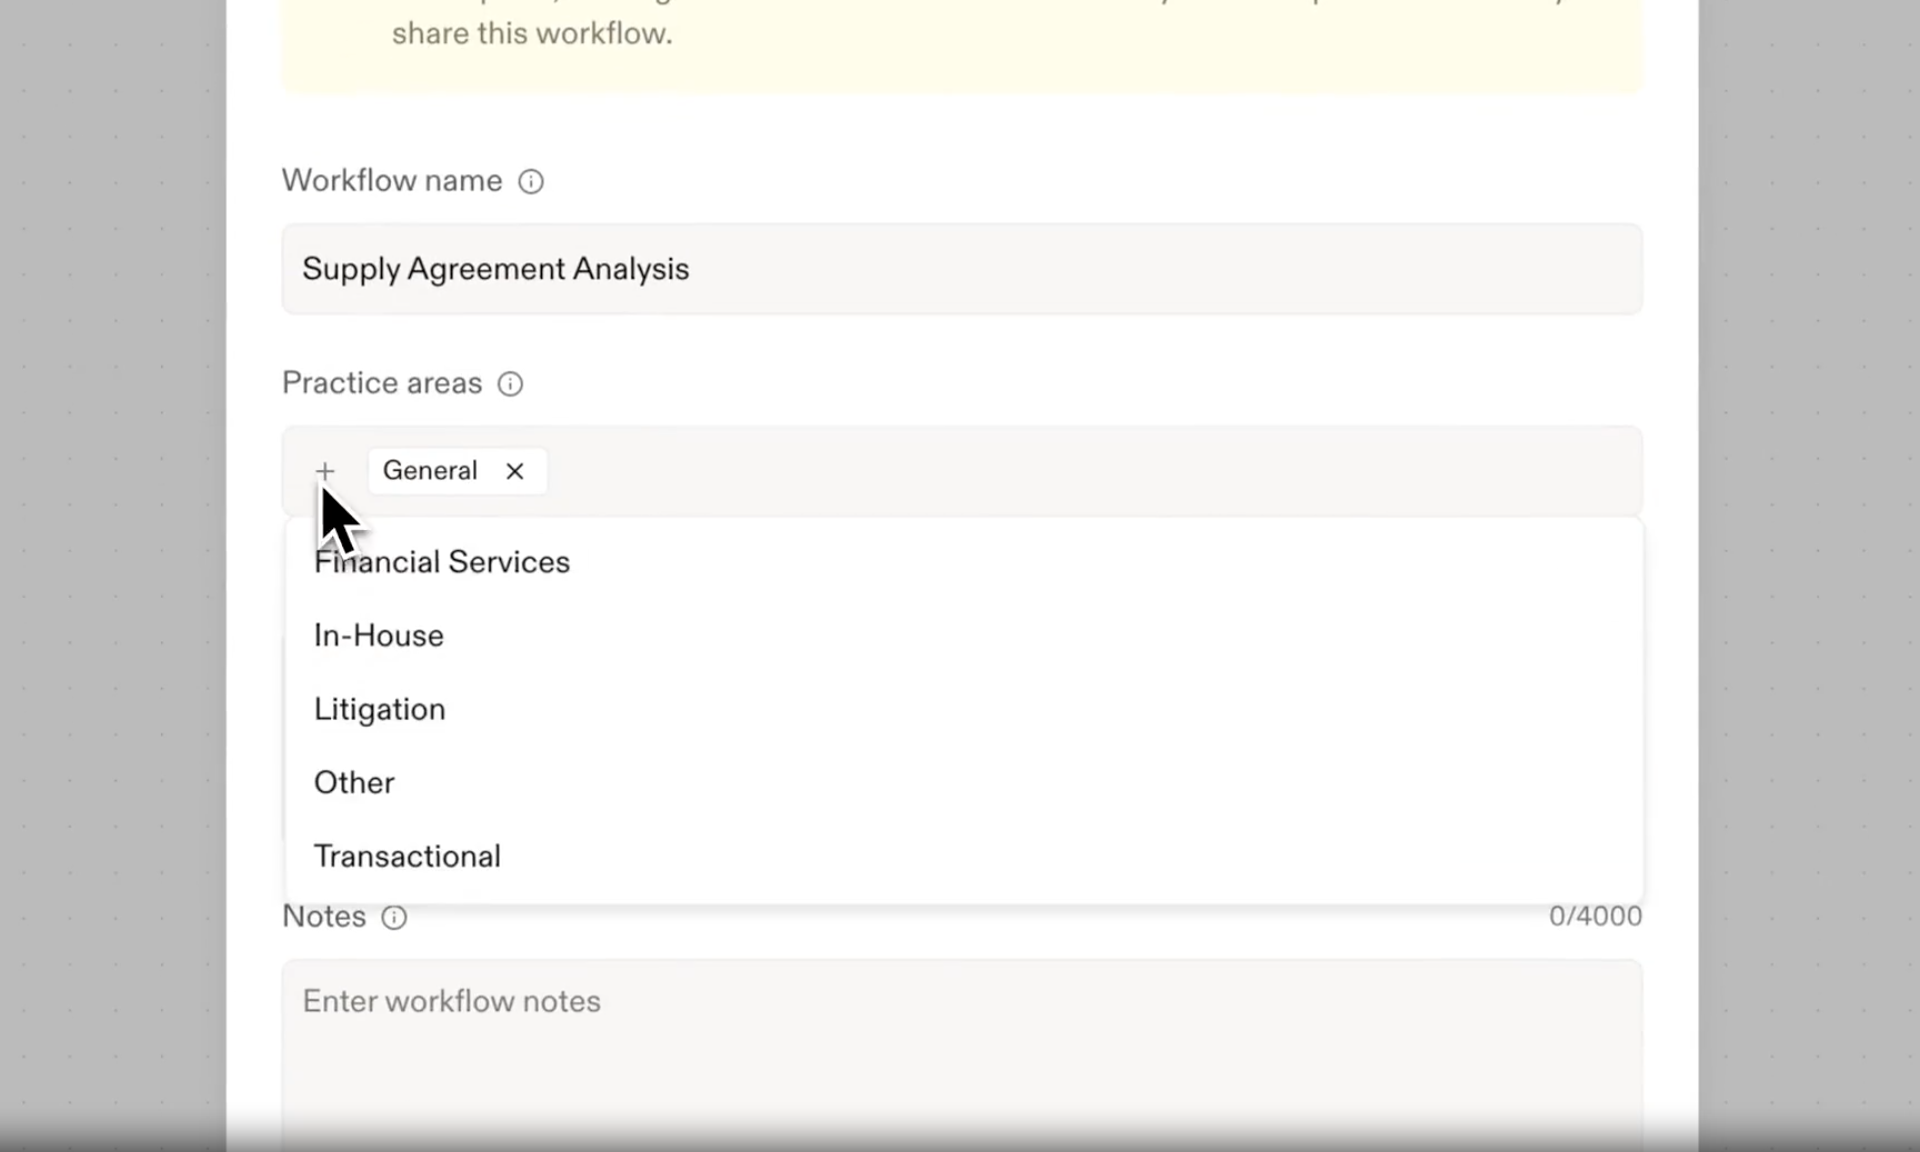 share this workflow.
Workflow name
Supply Agreement Analysis
Practice areas
General
Financial Services
In-House
Litigation
Other
Transactional
Notes 0/4000
Enter workflow notes